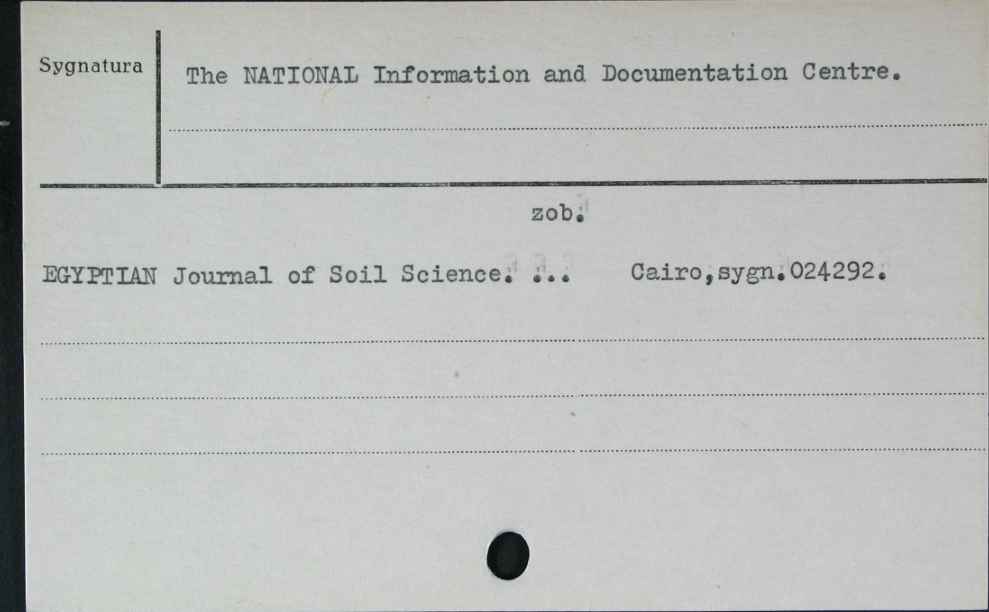 Sygnatura
The NATIONAL Information and Documentation Centre.
zob.
EGYPTIAN Journal of Soil Science. ... Cairo,sygn.024292.